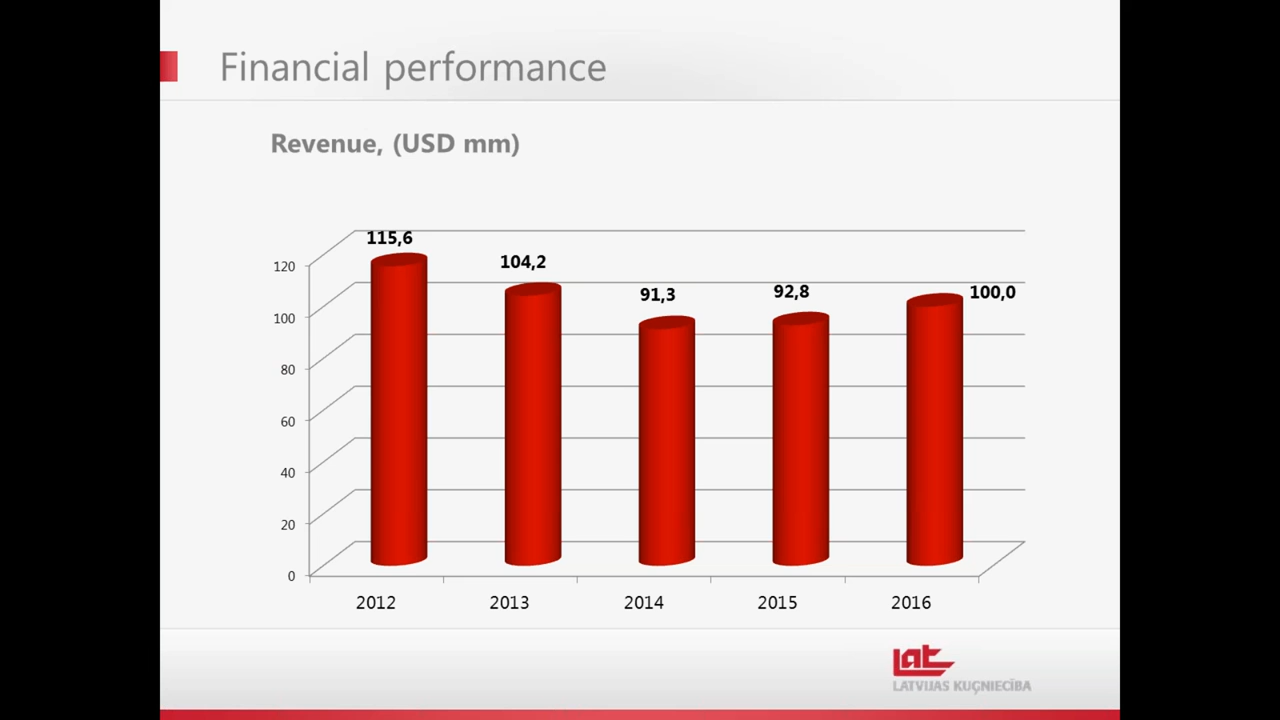 Financial performance
Revenue, (USD mm)
115,6
104,2
91,3
92,8
100,0
120
100
80
60
40
20
0
2012 2013 2014 2015 2016
Lat
LATVIJAS KUĢNIECĪBA